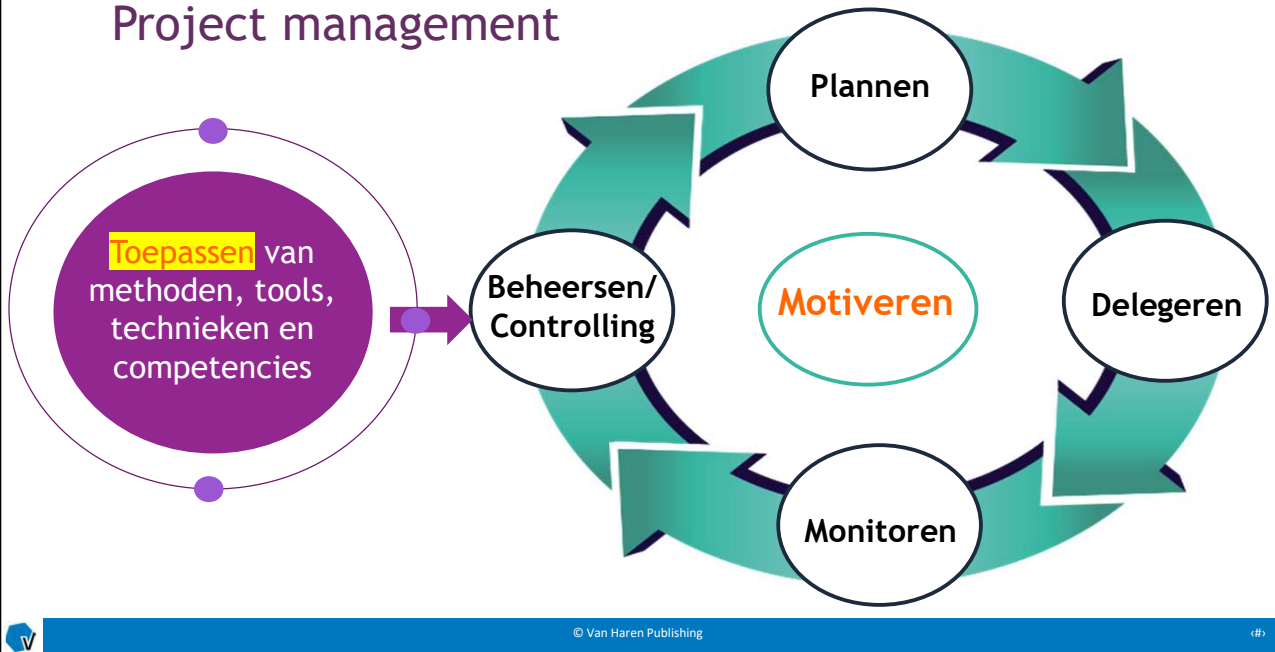 Project management
Toepassen van
methoden, tools,
technieken en
competencies
Plannen
Beheersen/
Controlling
Motiveren
Delegeren
Monitoren
V
© Van Haren Publishing
‹#›